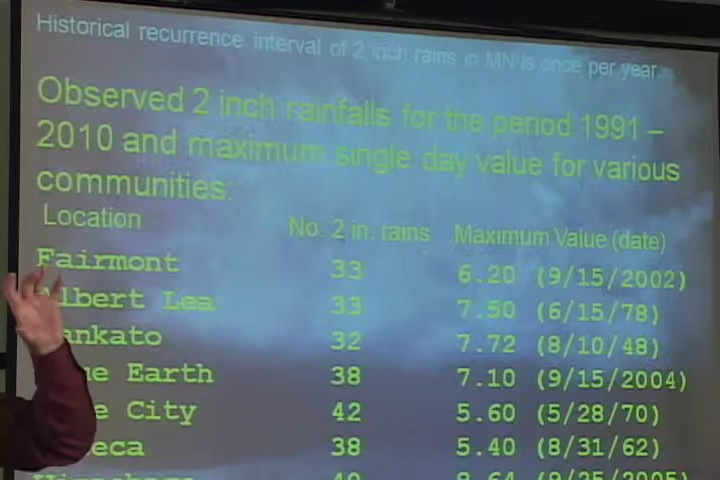 Historical recurrence interval of 2 inch rains in MN is once per year.
Observed 2 inch rainfalls for the period 1991 –
2010 and maximum single day value for various
communities.
Location No. 2 in. rains Maximum Value (date)
Fairmont 33 6.20 (9/15/2002)
Albert Lea 33 7.50 (6/15/78)
ankato 32 7.72 (8/10/48)
ue Earth 38 7.10 (9/15/2004)
e City 42 5.60 (5/28/70)
eca 38 5.40 (8/31/62)